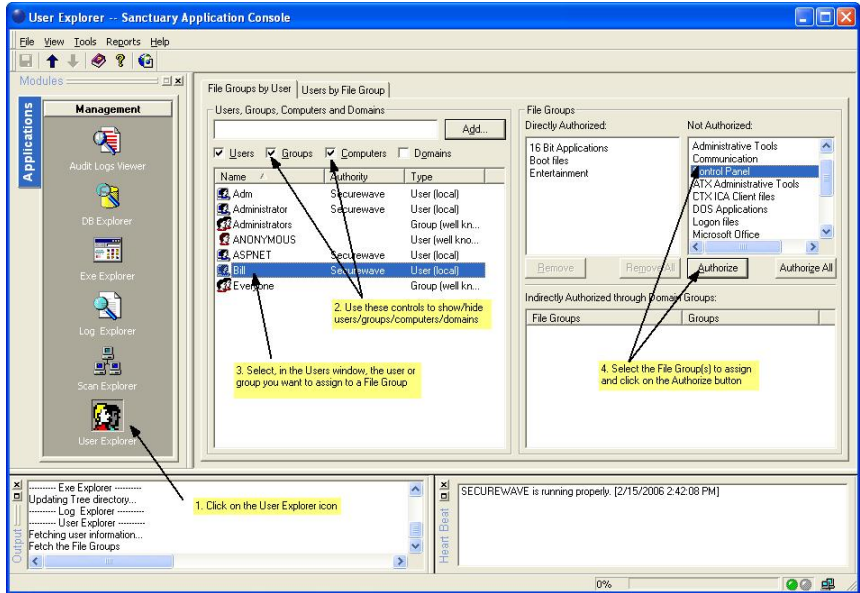 User Explorer -- Sanctuary Application Console
File View Tools Reports Help
Modules
Applications
Management
Audit Logs Viewer
DB Explorer
Exe Explorer
Log Explorer
Scan Explorer
User Explorer
File Groups by User
Users by File Group
Users, Groups, Computers and Domains
Add...
Users Groups Computers Domains
Name / Authority Type
Adm Securewave User (local)
Administrator Securewave User (local)
Administrators Group (well kn...
ANONYMOUS User (well kno...
ASPNET Securewave User (local)
Bill Securewave User (local)
Everyone Group (well kn...
2. Use these controls to show/hide
users/groups/computers/domains
3. Select, in the Users window, the user or
group you want to assign to a File Group
File Groups
Directly Authorized:
16 Bit Applications
Boot files
Entertainment
Not Authorized:
Administrative Tools
Communication
Control Panel
ATX Administrative Tools
CTX ICA Client files
DOS Applications
Logon files
Microsoft Office
Remove
Remove All
Authorize
Authorize All
Indirectly Authorized through Domain Groups:
File Groups Groups
4. Select the File Group(s) to assign
and click on the Authorize button
Output
---------- Exe Explorer ----------
Updating Tree directory...
---------- Log Explorer ----------
---------- User Explorer ----------
Fetching user information...
Fetch the File Groups
1. Click on the User Explorer icon
Heart Beat
SECUREWAVE is running properly. [2/15/2006 2:42:08 PM]
0%